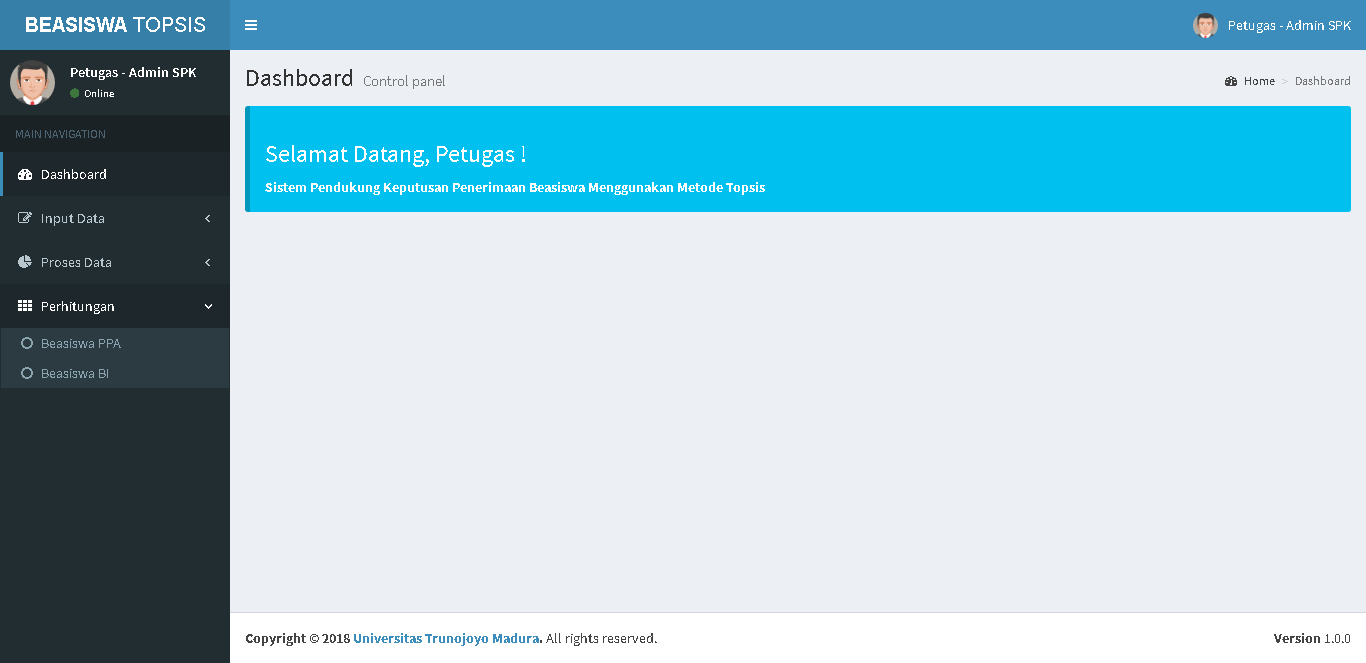 BEASISWA TOPSIS
Petugas - Admin SPK
Petugas - Admin SPK
Online
MAIN NAVIGATION
Dashboard
Input Data
Proses Data
Perhitungan
Beasiswa PPA
Beasiswa BI
Dashboard Control panel
Home > Dashboard
Selamat Datang, Petugas !
Sistem Pendukung Keputusan Penerimaan Beasiswa Menggunakan Metode Topsis
Copyright © 2018 Universitas Trunojoyo Madura. All rights reserved.
Version 1.0.0